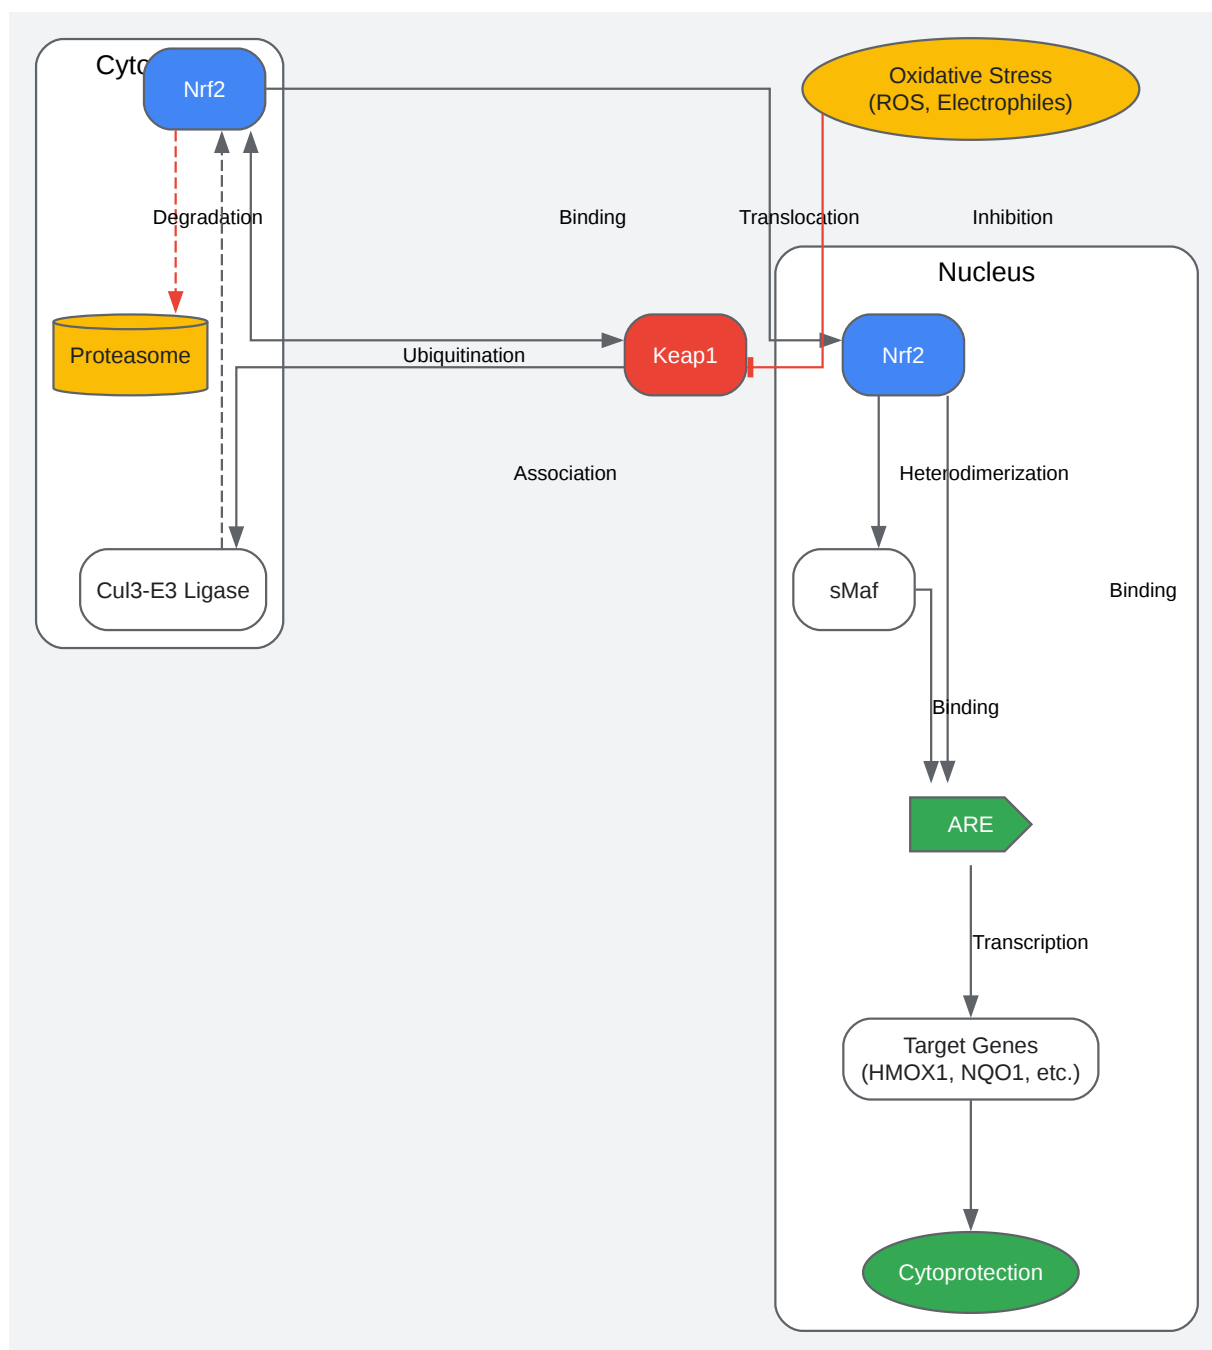 Cyto
Nrf2
Oxidative Stress
(ROS, Electrophiles)
Degradation
Binding
Translocation
Inhibition
Nucleus
Proteasome
Ubiquitination
Keap1
Nrf2
Association
Heterodimerization
Cul3-E3 Ligase
sMaf
Binding
Binding
ARE
Transcription
Target Genes
(HMOX1, NQO1, etc.)
Cytoprotection